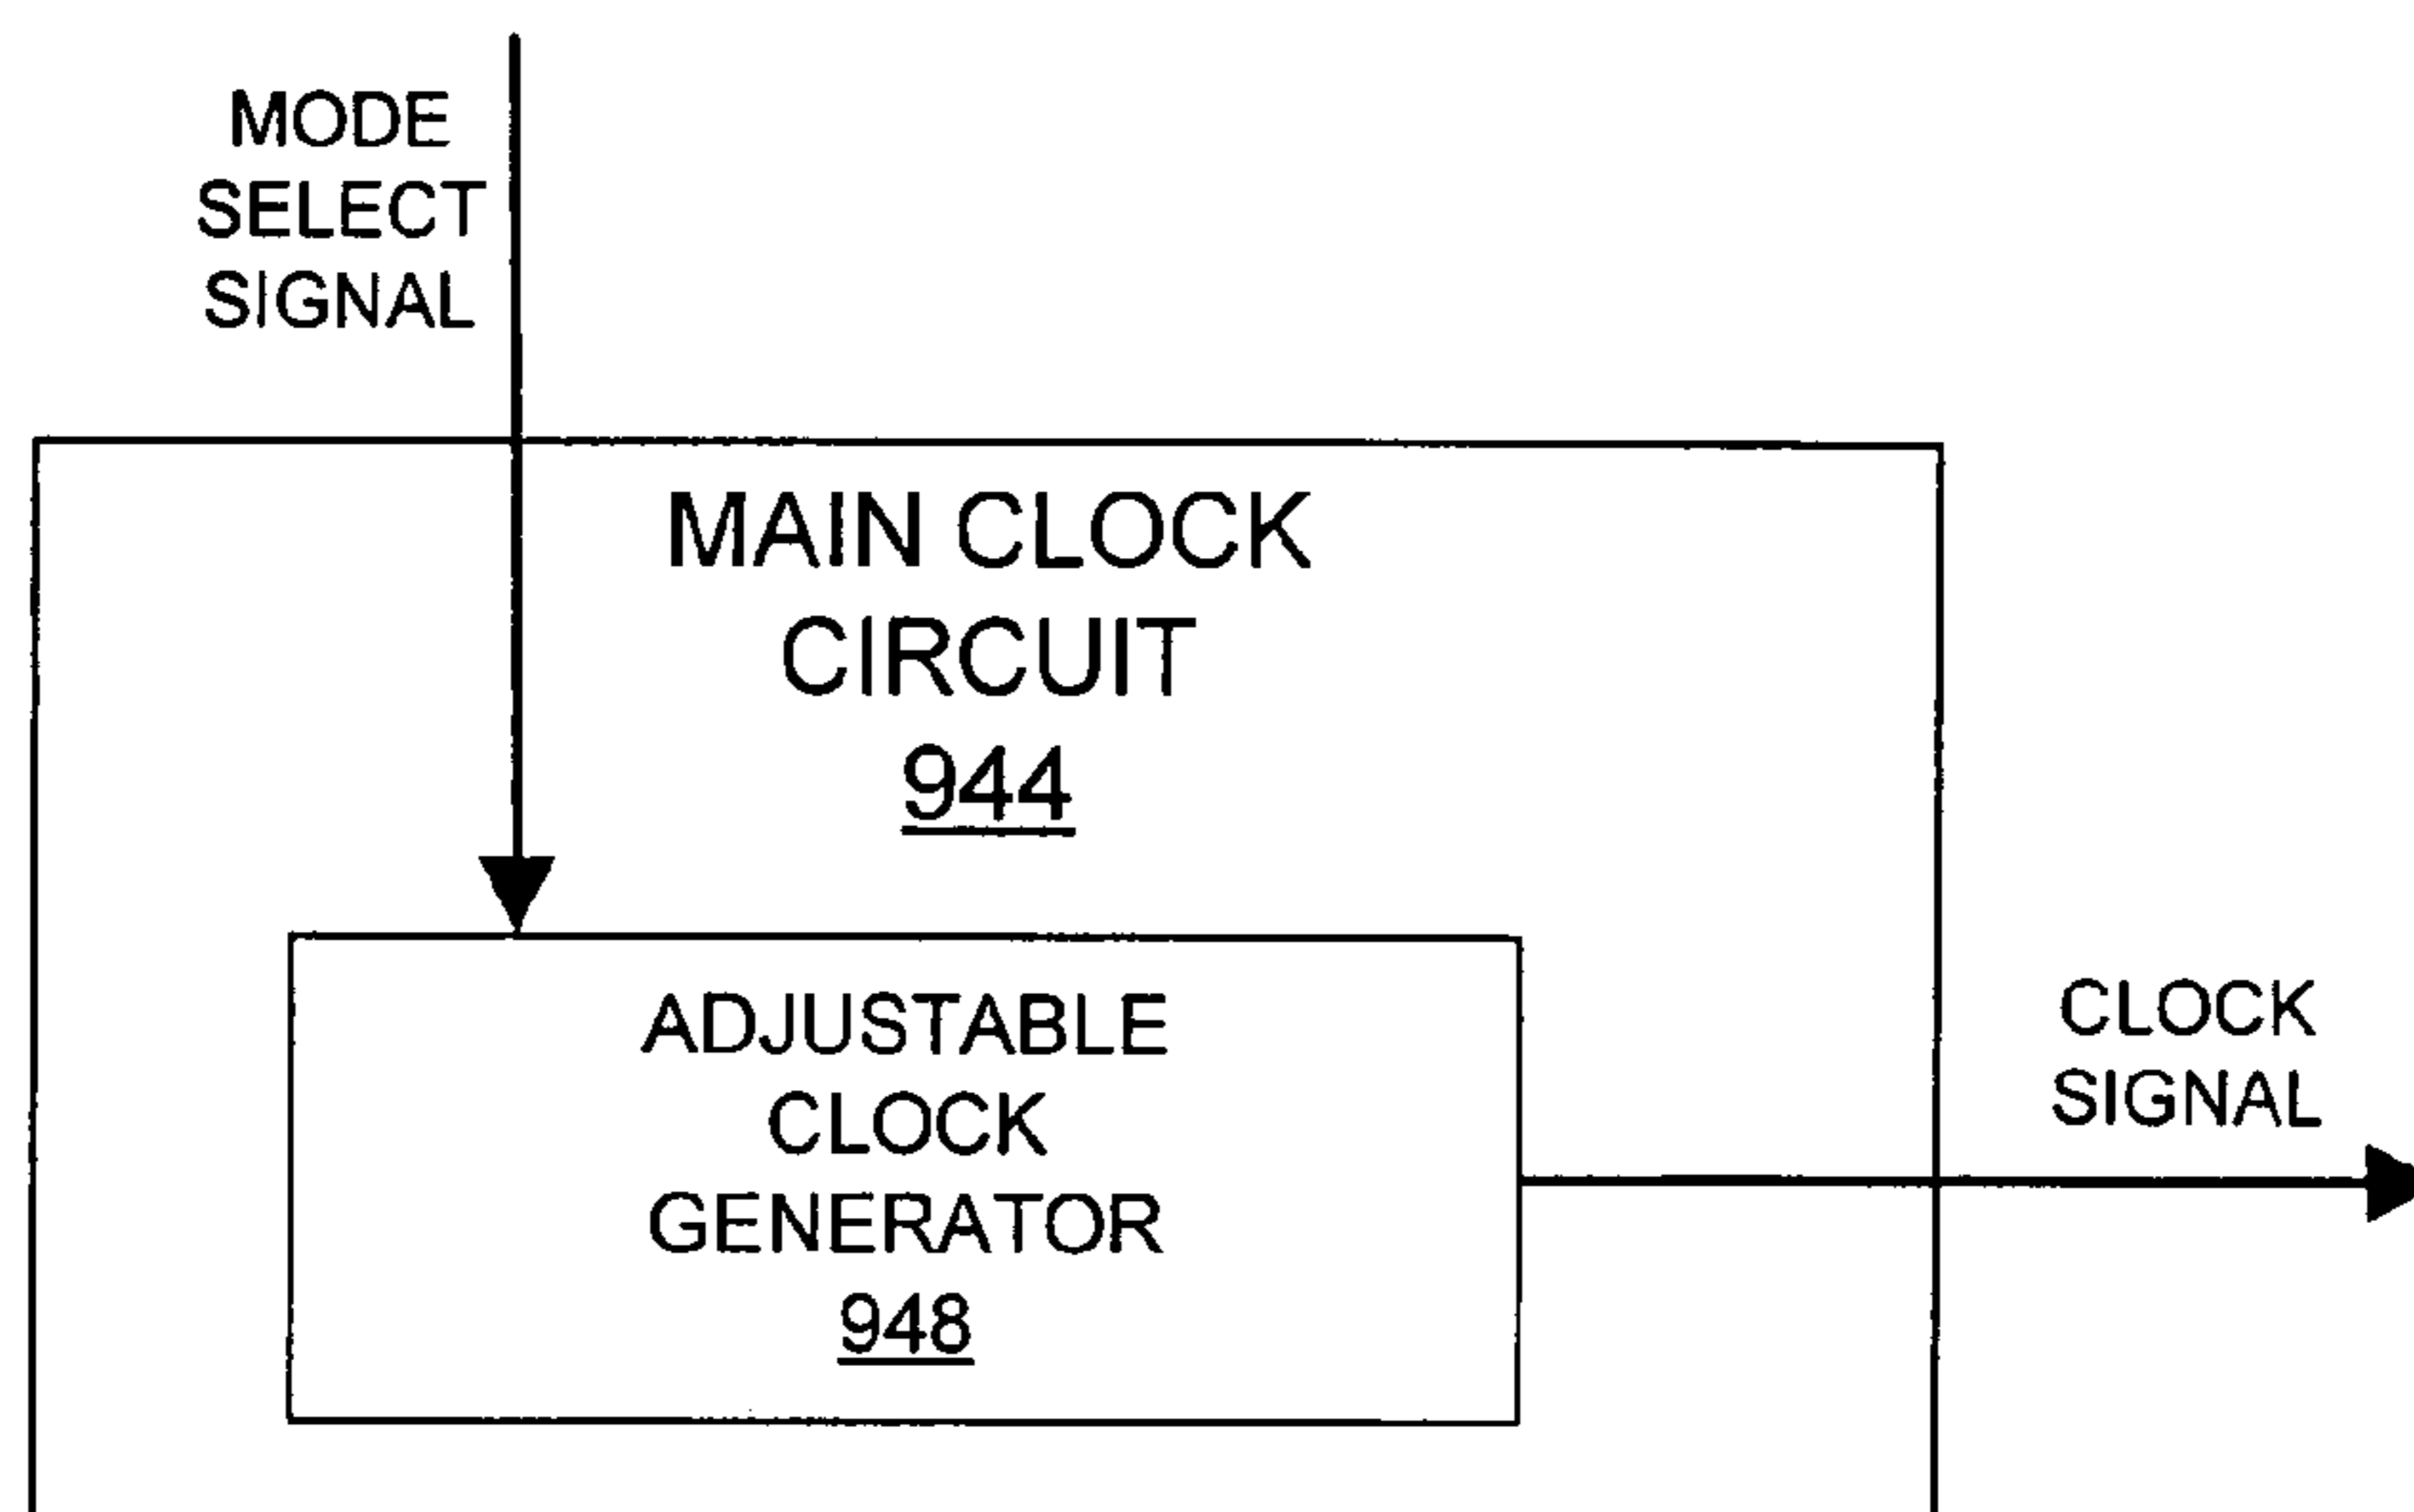 MODE
SELECT
SIGNAL
MAIN CLOCK
CIRCUIT
944
ADJUSTABLE
CLOCK
GENERATOR
948
CLOCK
SIGNAL